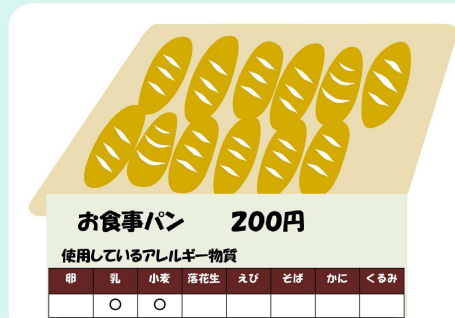 お食事パン 200円
使用しているアレルギー物質
卵 乳 小麦 落花生 えび そば かに くるみ
○ ○